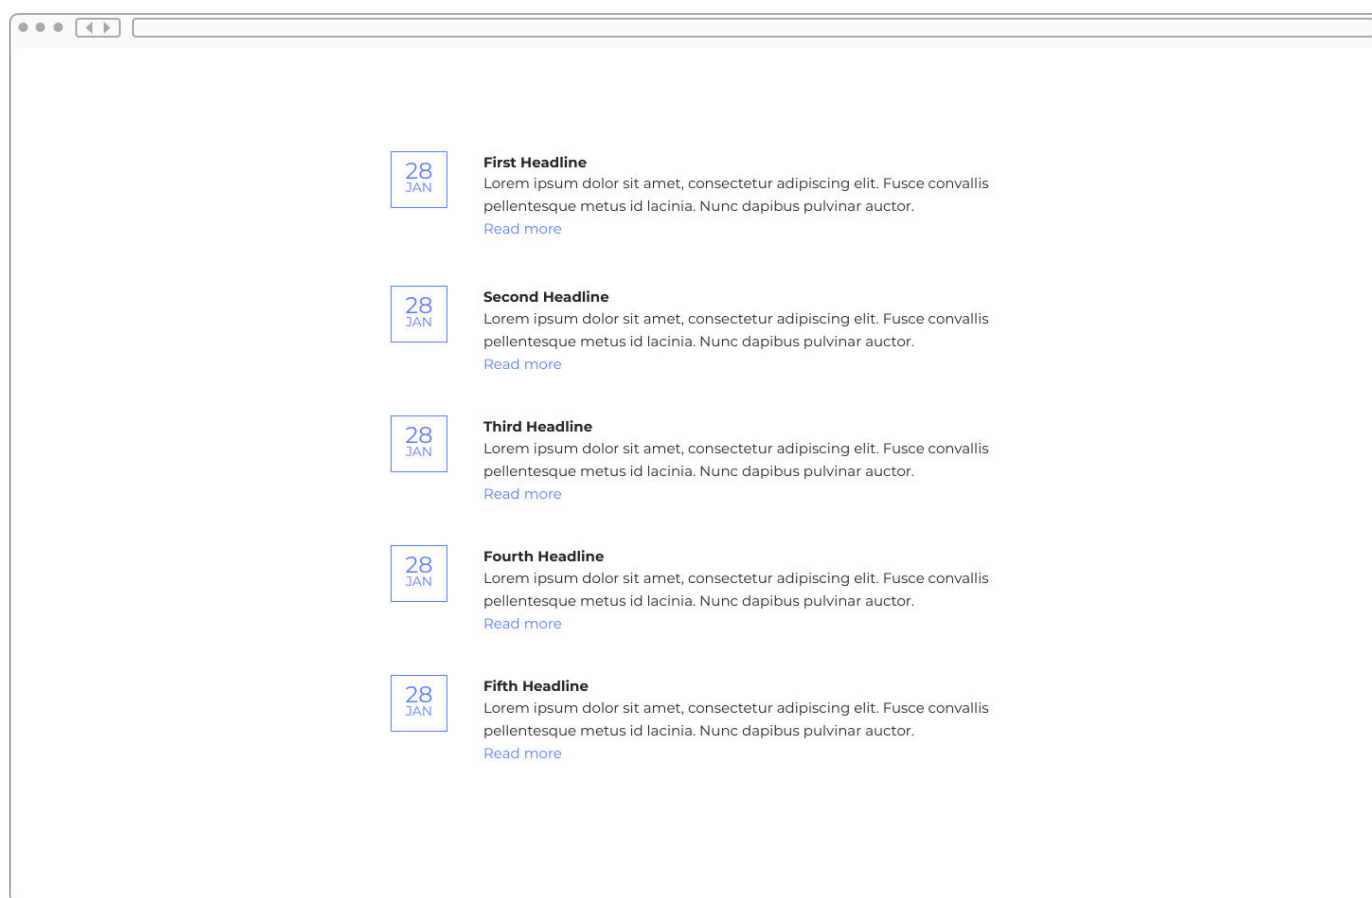 28
JAN
First Headline
Lorem ipsum dolor sit amet, consectetur adipiscing elit. Fusce convallis
pellentesque metus id lacinia. Nunc dapibus pulvinar auctor.
Read more
28
JAN
Second Headline
Lorem ipsum dolor sit amet, consectetur adipiscing elit. Fusce convallis
pellentesque metus id lacinia. Nunc dapibus pulvinar auctor.
Read more
28
JAN
Third Headline
Lorem ipsum dolor sit amet, consectetur adipiscing elit. Fusce convallis
pellentesque metus id lacinia. Nunc dapibus pulvinar auctor.
Read more
28
JAN
Fourth Headline
Lorem ipsum dolor sit amet, consectetur adipiscing elit. Fusce convallis
pellentesque metus id lacinia. Nunc dapibus pulvinar auctor.
Read more
28
JAN
Fifth Headline
Lorem ipsum dolor sit amet, consectetur adipiscing elit. Fusce convallis
pellentesque metus id lacinia. Nunc dapibus pulvinar auctor.
Read more